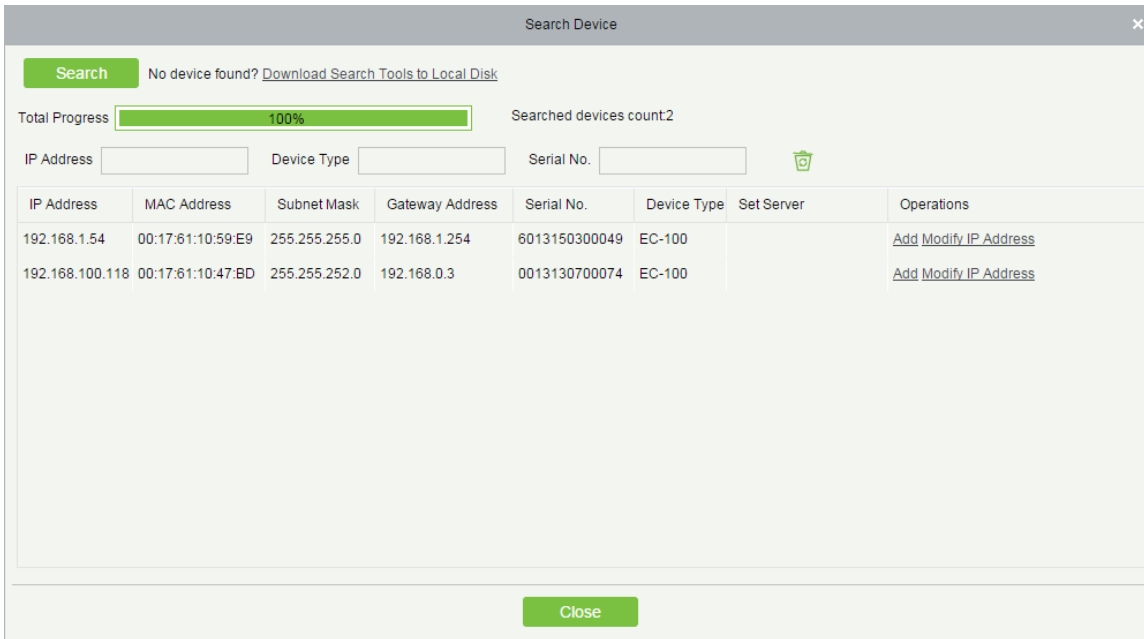 Search Device
Search No device found? Download Search Tools to Local Disk
Total Progress 100% Searched devices count:2
IP Address Device Type Serial No.
IP Address MAC Address Subnet Mask Gateway Address Serial No. Device Type Set Server Operations
192.168.1.54 00:17:61:10:59:E9 255.255.255.0 192.168.1.254 6013150300049 EC-100 Add Modify IP Address
192.168.100.118 00:17:61:10:47:BD 255.255.252.0 192.168.0.3 0013130700074 EC-100 Add Modify IP Address
Close